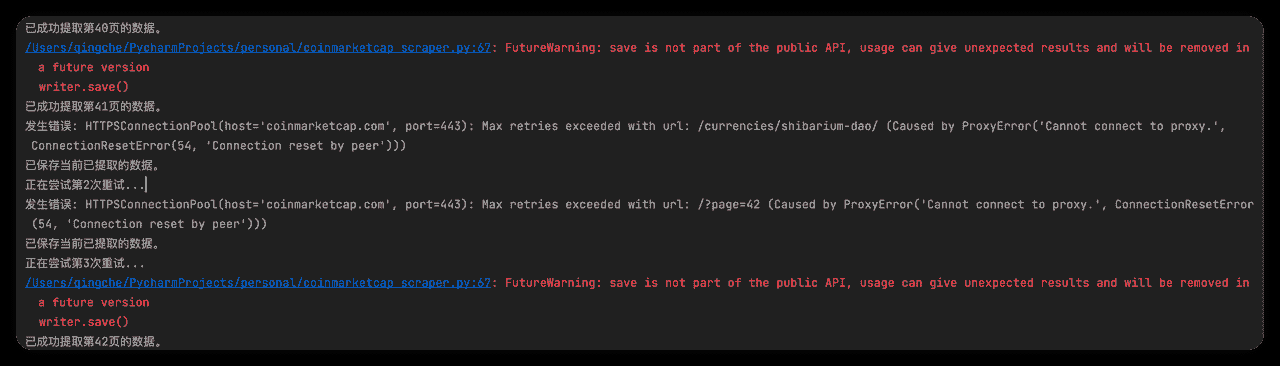 已成功提取第40页的数据。
/Users/qingche/PycharmProjects/personal/coinmarketcap_scraper.py:67: FutureWarning: save is not part of the public API, usage can give unexpected results and will be removed in
a future version
writer.save()
已成功提取第41页的数据。
发生错误: HTTPSConnectionPool(host='coinmarketcap.com', port=443): Max retries exceeded with url: /currencies/shibarium-dao/ (Caused by ProxyError('Cannot connect to proxy.',
ConnectionResetError(54, 'Connection reset by peer')))
已保存当前已提取的数据。
正在尝试第2次重试...
发生错误: HTTPSConnectionPool(host='coinmarketcap.com', port=443): Max retries exceeded with url: /?page=42 (Caused by ProxyError('Cannot connect to proxy.', ConnectionResetError
(54, 'Connection reset by peer')))
已保存当前已提取的数据。
正在尝试第3次重试...
/Users/qingche/PycharmProjects/personal/coinmarketcap_scraper.py:67: FutureWarning: save is not part of the public API, usage can give unexpected results and will be removed in
a future version
writer.save()
已成功提取第42页的数据。